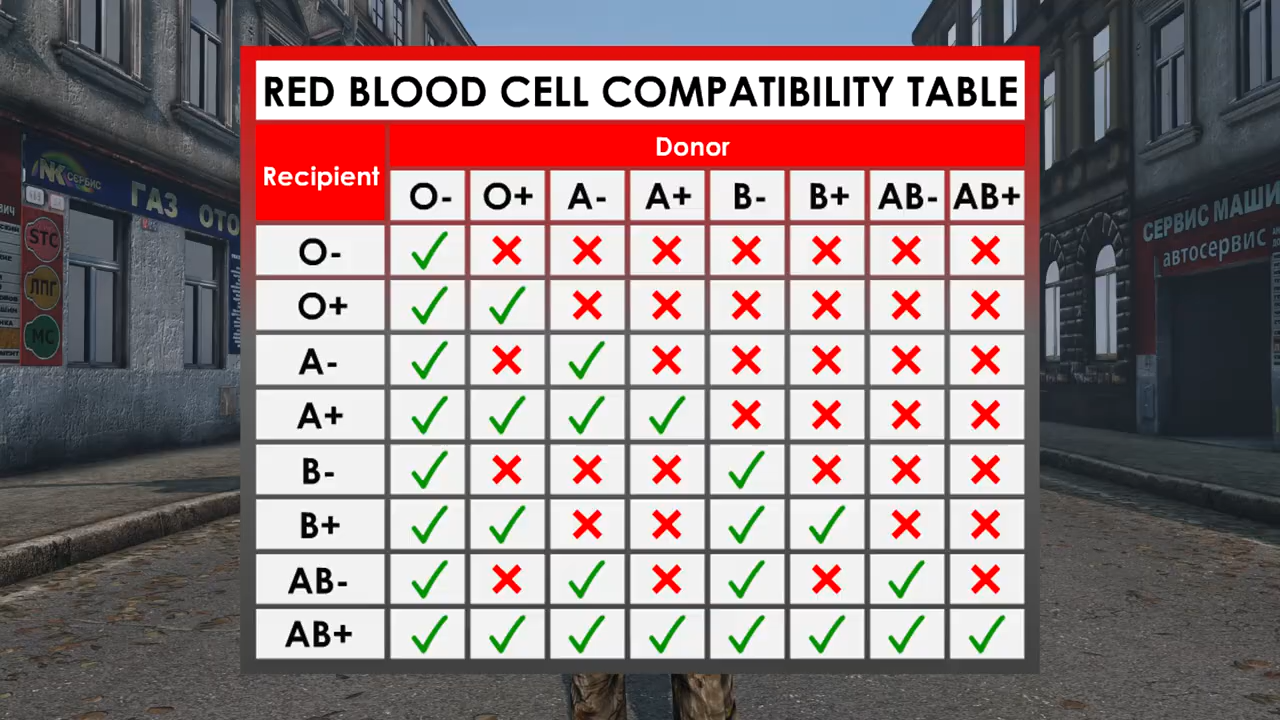 RED BLOOD CELL COMPATIBILITY TABLE
Recipient
Donor
O- O+ A- A+ B- B+ AB- AB+
O- ✓ ✗ ✗ ✗ ✗ ✗ ✗ ✗
O+ ✓ ✓ ✗ ✗ ✗ ✗ ✗ ✗
A- ✓ ✗ ✓ ✗ ✗ ✗ ✗ ✗
A+ ✓ ✓ ✓ ✓ ✗ ✗ ✗ ✗
B- ✓ ✗ ✗ ✗ ✓ ✗ ✗ ✗
B+ ✓ ✓ ✗ ✗ ✓ ✓ ✗ ✗
AB- ✓ ✗ ✓ ✗ ✓ ✗ ✓ ✗
AB+ ✓ ✓ ✓ ✓ ✓ ✓ ✓ ✓
NK СЕРВИС
ГАЗ ОТО
STC
ЛПГ
МС
СЕРВИС МАШИ
автосервис